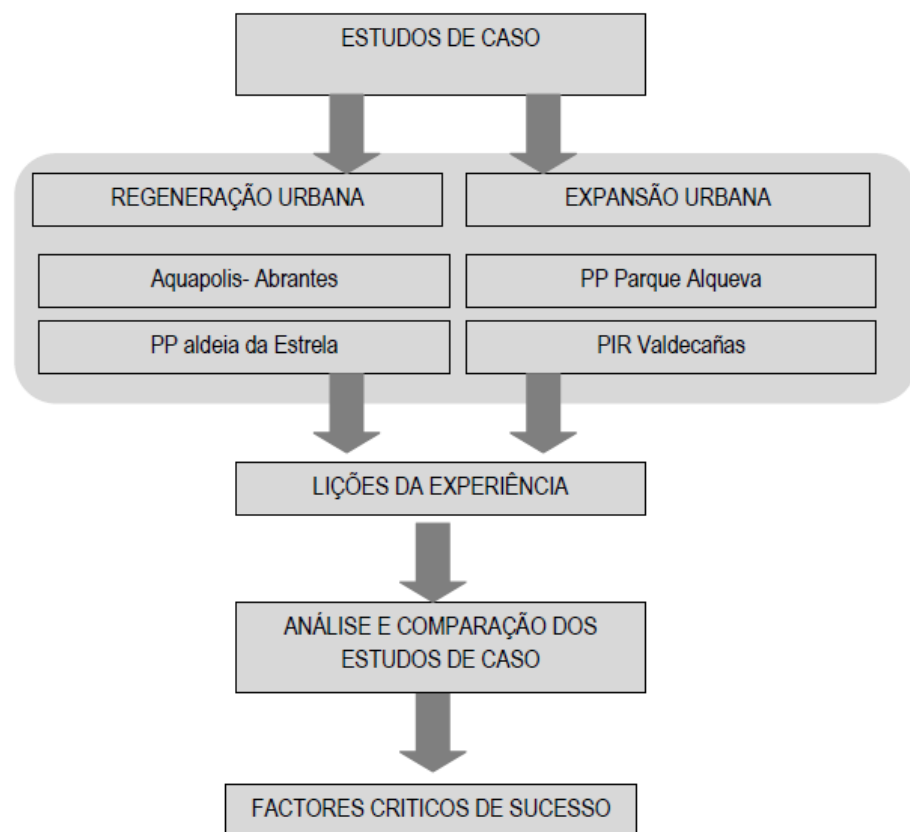 ESTUDOS DE CASO
REGENERAÇÃO URBANA
EXPANSÃO URBANA
Aquapolis- Abrantes
PP Parque Alqueva
PP aldeia da Estrela
PIR Valdecañas
LIÇÕES DA EXPERIÊNCIA
ANÁLISE E COMPARAÇÃO DOS
ESTUDOS DE CASO
FACTORES CRITICOS DE SUCESSO